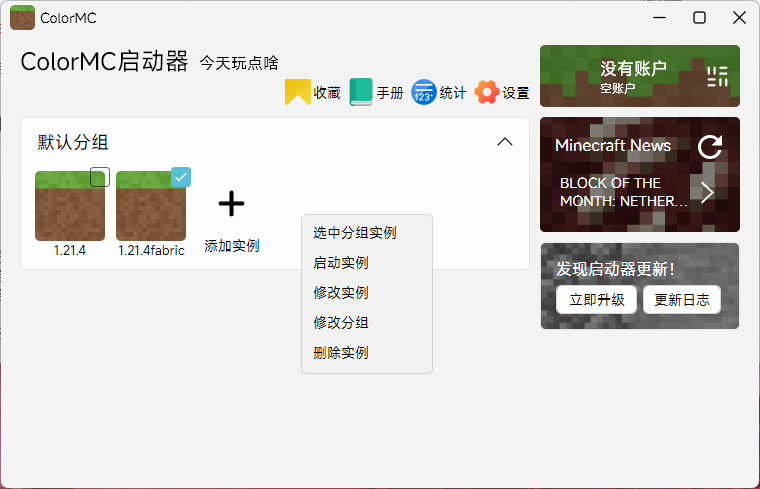 ColorMC
ColorMC启动器 今天玩点啥
收藏 手册 统计 设置
默认分组
1.21.4
1.21.4fabric
添加实例
选中分组实例
启动实例
修改实例
修改分组
删除实例
没有账户
空账户
Minecraft News
BLOCK OF THE
MONTH: NETHER...
发现启动器更新!
立即升级 更新日志
123+